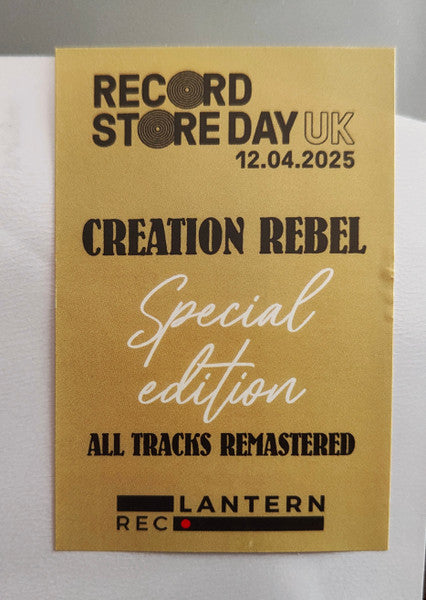 RECORD
STORE DAY UK
12.04.2025
CREATION REBEL
Special
edition
ALL TRACKS REMASTERED
LANTERN
REC